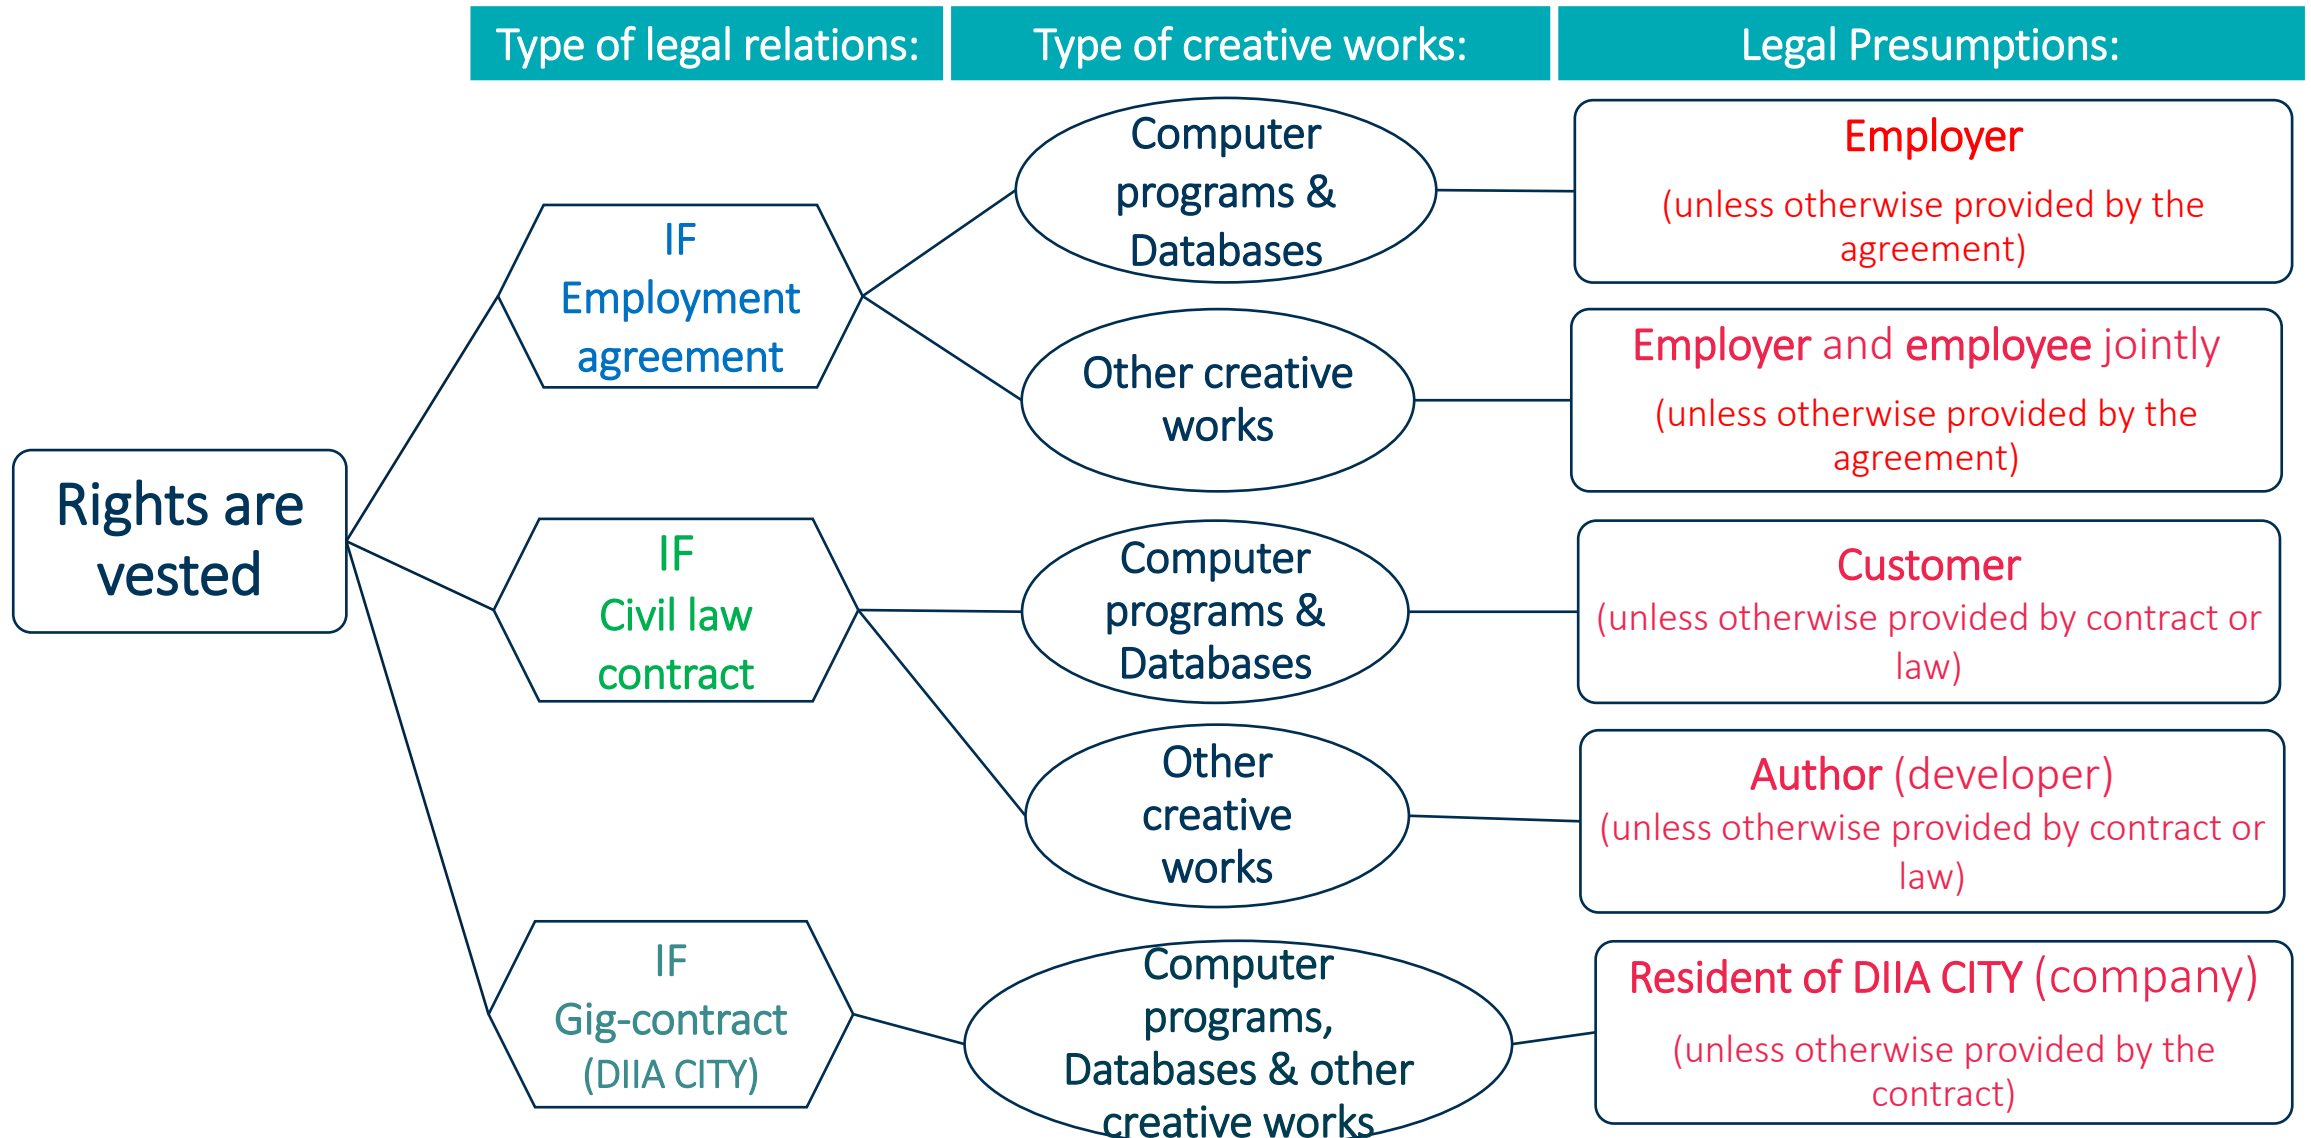 Type of legal relations:
Type of creative works:
Legal Presumptions:
Rights are
vested
IF
Employment
agreement
Computer
programs &
Databases
Employer
(unless otherwise provided by the
agreement)
Other creative
works
Employer and employee jointly
(unless otherwise provided by the
agreement)
IF
Civil law
contract
Computer
programs &
Databases
Customer
(unless otherwise provided by contract or
law)
Other
creative
works
Author (developer)
(unless otherwise provided by contract or
law)
IF
Gig-contract
(DIIA CITY)
Computer
programs,
Databases & other
creative works
Resident of DIIA CITY (company)
(unless otherwise provided by the
contract)